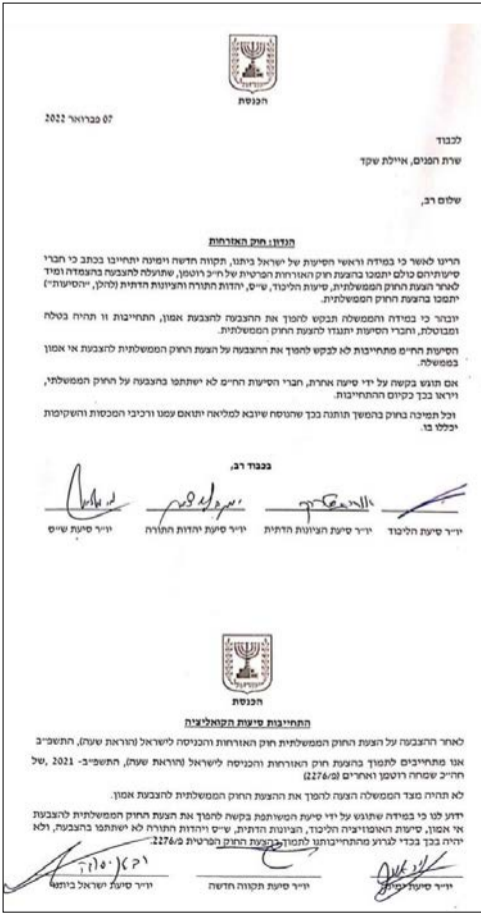 הכנסת
07 פברואר 2022
לכבוד
שרת הפנים, איילת שקד
שלום רב,
הנדון: חוק האזרחות
הרינו לאשר כי במידה וראשי הסיעות של ישראל ביתנו, תקווה חדשה וימינה יתחייבו בכתב כי חברי
סיעותיהם כולם יתמכו בהצעת חוק האזרחות הפרטית של ח״כ רוטמן, שתועלה להצבעה בהצמדה ומיד
לאחר הצעת החוק הממשלתית, סיעות הליכוד, ש״ס, יהדות התורה והציונות הדתית (להלן, ״הסיעות״)
יתמכו בהצעת החוק הממשלתית.
יובהר כי במידה והממשלה תבקש להפוך את ההצבעה להצבעת אמון, התחייבות זו תהיה בטלה
ומבוטלת, וחברי הסיעות יתנגדו להצעת החוק הממשלתית.
הסיעות החי״מ מתחייבות לא לבקש להפוך את ההצבעה על הצעת החוק הממשלתית להצבעת אי אמון
בממשלה.
אם תוגש בקשה על ידי סיעה אחרת, חברי הסיעות החי״מ לא ישתתפו בהצבעה על החוק הממשלתי,
ויראו בכך כקיום ההתחייבות.
וכל תמיכה בחוק בהמשך תותנה בכך שהנוסח שיובא למליאה יתואם עמנו ורכיבי המכסות והשקיפות
יכללו בו.
בכבוד רב,
יו״ר סיעת הליכוד יו״ר סיעת הציונות הדתית יו״ר סיעת יהדות התורה יו״ר סיעת ש״ס
הכנסת
התחייבות סיעות הקואליציה
לאחר ההצבעה על הצעת החוק הממשלתית חוק האזרחות והכניסה לישראל (הוראת שעה), התשפ״ב
אנו מתחייבים לתמוך בהצעת חוק האזרחות והכניסה לישראל (הוראת שעה), התשפ״ב- 2021 ,של
חה״כ שמחה רוטמן ואחרים (פ/2276)
לא תהיה מצד הממשלה הצעה להפוך את ההצעת החוק הממשלתית להצבעת אמון.
ידוע לנו כי במידה שתוגש על ידי סיעת המשותפת בקשה להפוך את הצעת החוק הממשלתית להצבעת
אי אמון, סיעות האופוזיציה הליכוד, הציונות הדתית, ש״ס ויהדות התורה לא ישתתפו בהצבעה, ולא
יהיה בכך בכדי לגרוע מהתחייבותנו לתמוך בהצעת החוק הפרטית פ/2276.
יו״ר סיעת ימינה יו״ר סיעת תקווה חדשה יו״ר סיעת ישראל ביתנו